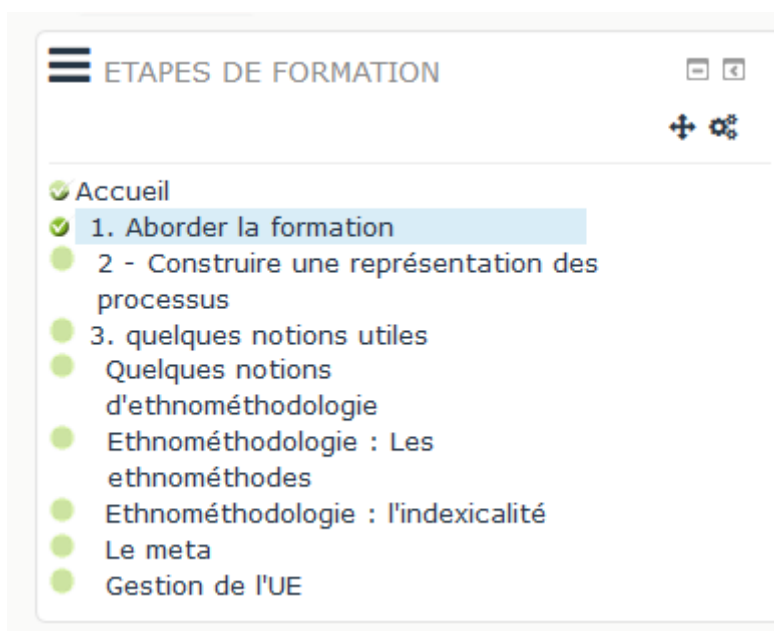 ETAPES DE FORMATION
Accueil
1. Aborder la formation
2 - Construire une représentation des
processus
3. quelques notions utiles
Quelques notions
d'ethnométhodologie
Ethnométhodologie : Les
ethnométhodes
Ethnométhodologie : l'indexicalité
Le meta
Gestion de l'UE